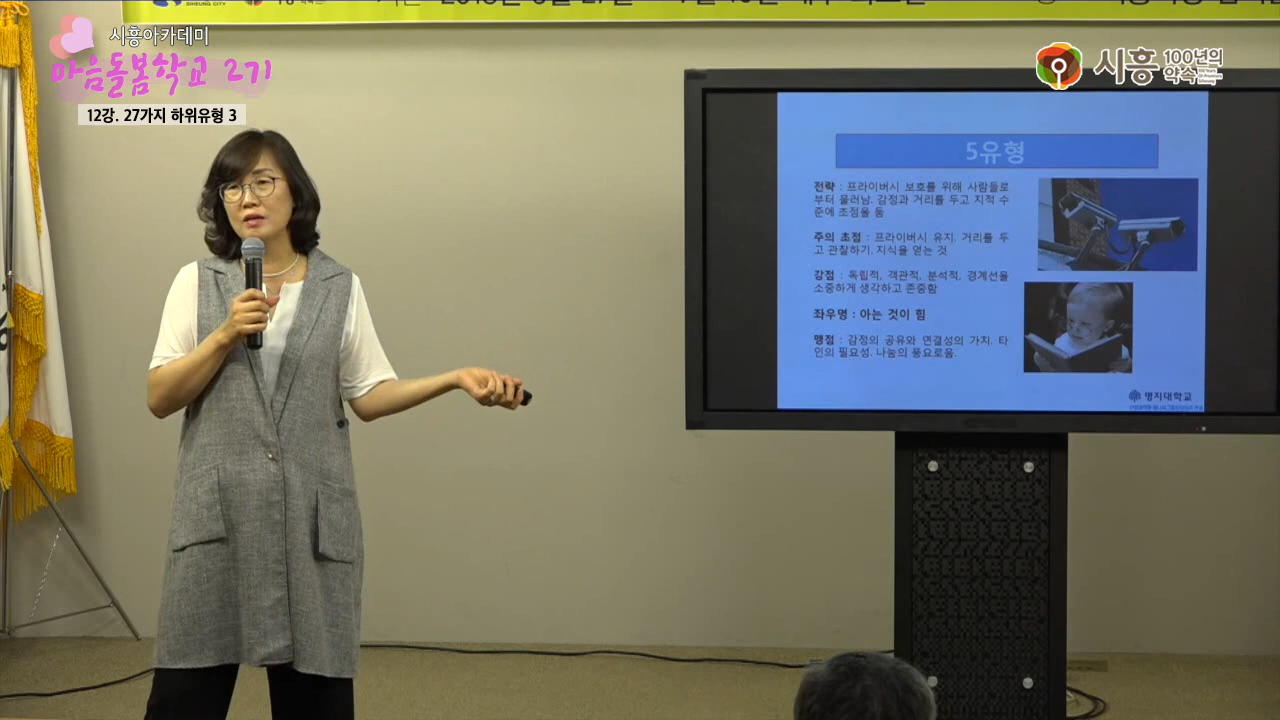 SIHEUNG CITY
시흥아카데미
마음돌봄학교 2기
12강. 27가지 하위유형 3
시흥 100년의
약속
5유형
전략 : 프라이버시 보호를 위해 사람들로
부터 물러남. 감정과 거리를 두고 지적 수
준에 초점을 둠
주의 초점 : 프라이버시 유지. 거리를 두
고 관찰하기. 지식을 얻는 것
강점 : 독립적, 객관적, 분석적, 경계선을
소중하게 생각하고 존중함
좌우명 : 아는 것이 힘
맹점 : 감정의 공유와 연결성의 가치. 타
인의 필요성. 나눔의 풍요로움.
명지대학교